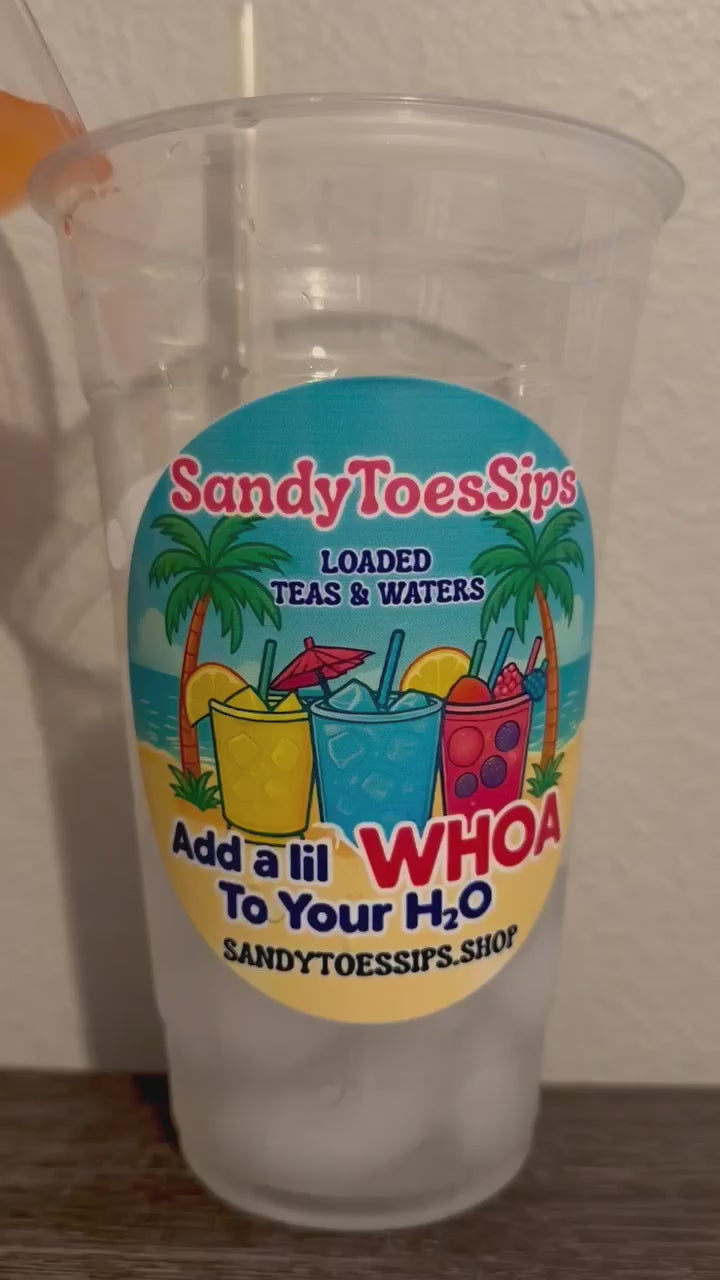 SandyToesSips
LOADED
TEAS & WATERS
Add a lil WHOA
To Your H₂O
SANDYTOESSIPS.SHOP